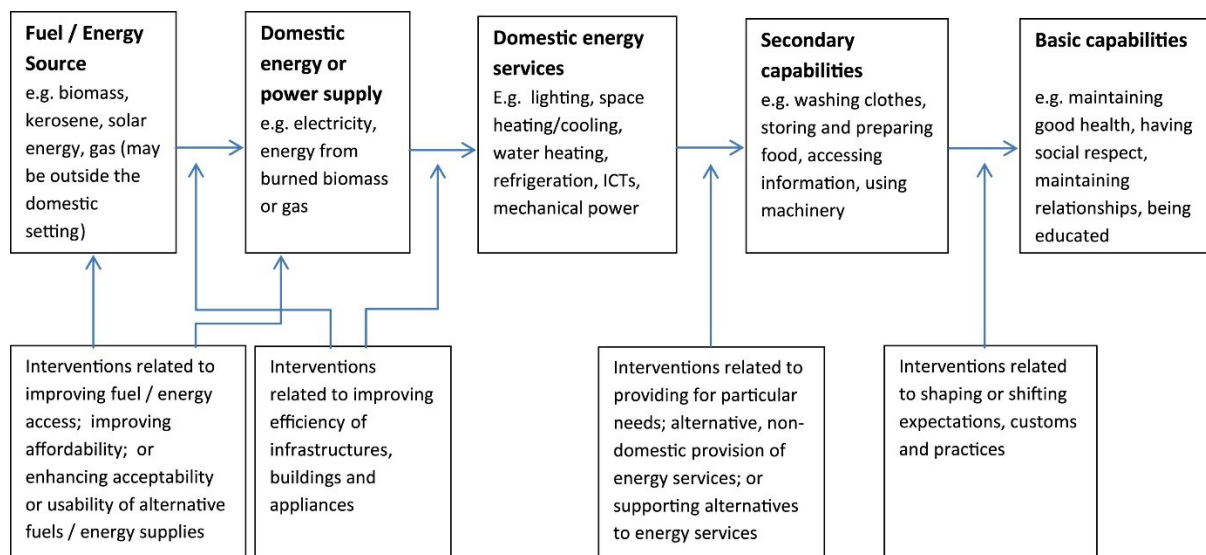 Fuel / Energy
Source
e.g. biomass,
kerosene, solar
energy, gas (may
be outside the
domestic
setting)
Domestic
energy or
power supply
e.g. electricity,
energy from
burned biomass
or gas
Domestic energy
services
E.g. lighting, space
heating/cooling,
water heating,
refrigeration, ICTs,
mechanical power
Secondary
capabilities
e.g. washing clothes,
storing and preparing
food, accessing
information, using
machinery
Basic capabilities
e.g. maintaining
good health, having
social respect,
maintaining
relationships, being
educated
Interventions related to
improving fuel / energy
access; improving
affordability; or
enhancing acceptability
or usability of alternative
fuels / energy supplies
Interventions
related to improving
efficiency of
infrastructures,
buildings and
appliances
Interventions related to
providing for particular
needs; alternative, non-
domestic provision of
energy services; or
supporting alternatives
to energy services
Interventions related
to shaping or shifting
expectations, customs
and practices